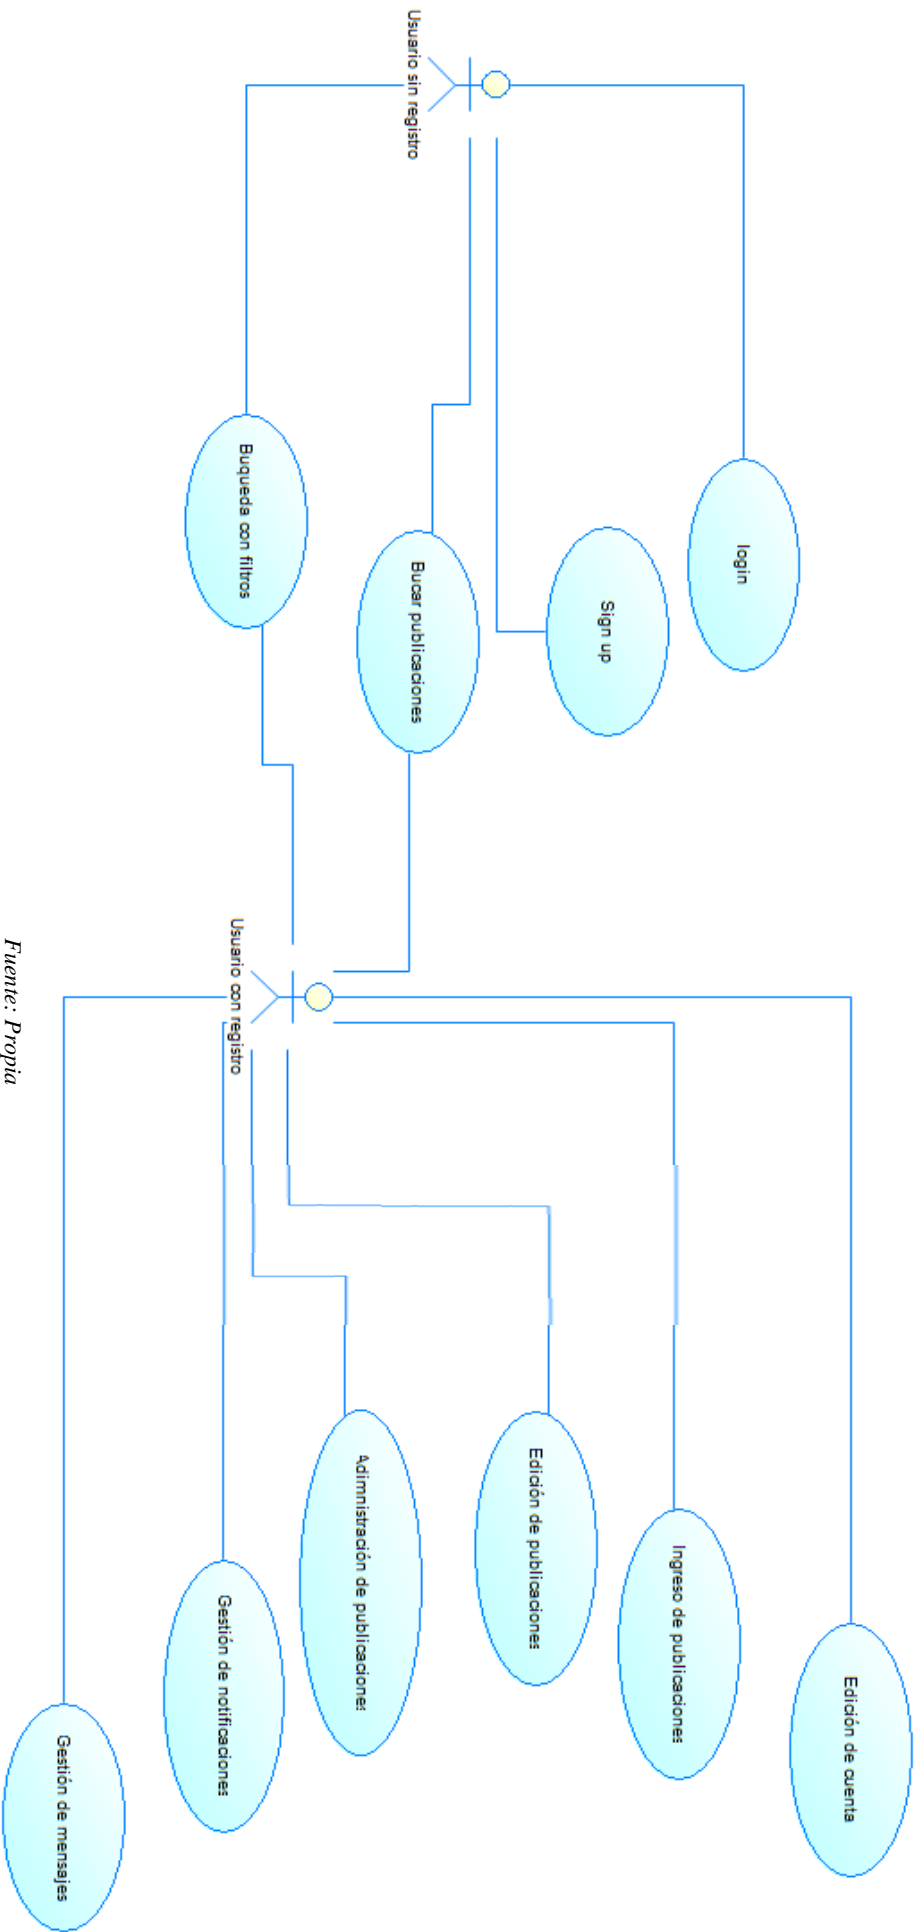 login
Sign up
Bucar publicaciones
Buqueda con filtros
Usuario sin registro
Usuario con registro
Edición de cuenta
Ingreso de publicaciones
Edición de publicaciones
Adimnistración de publicaciones
Gestión de notificaciones
Gestión de mensajes
Fuente: Propia